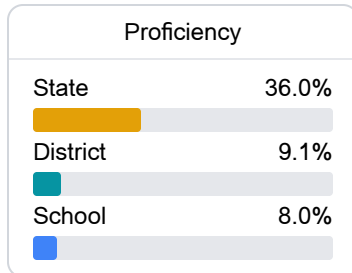 Proficiency
State 36.0%
District 9.1%
School 8.0%